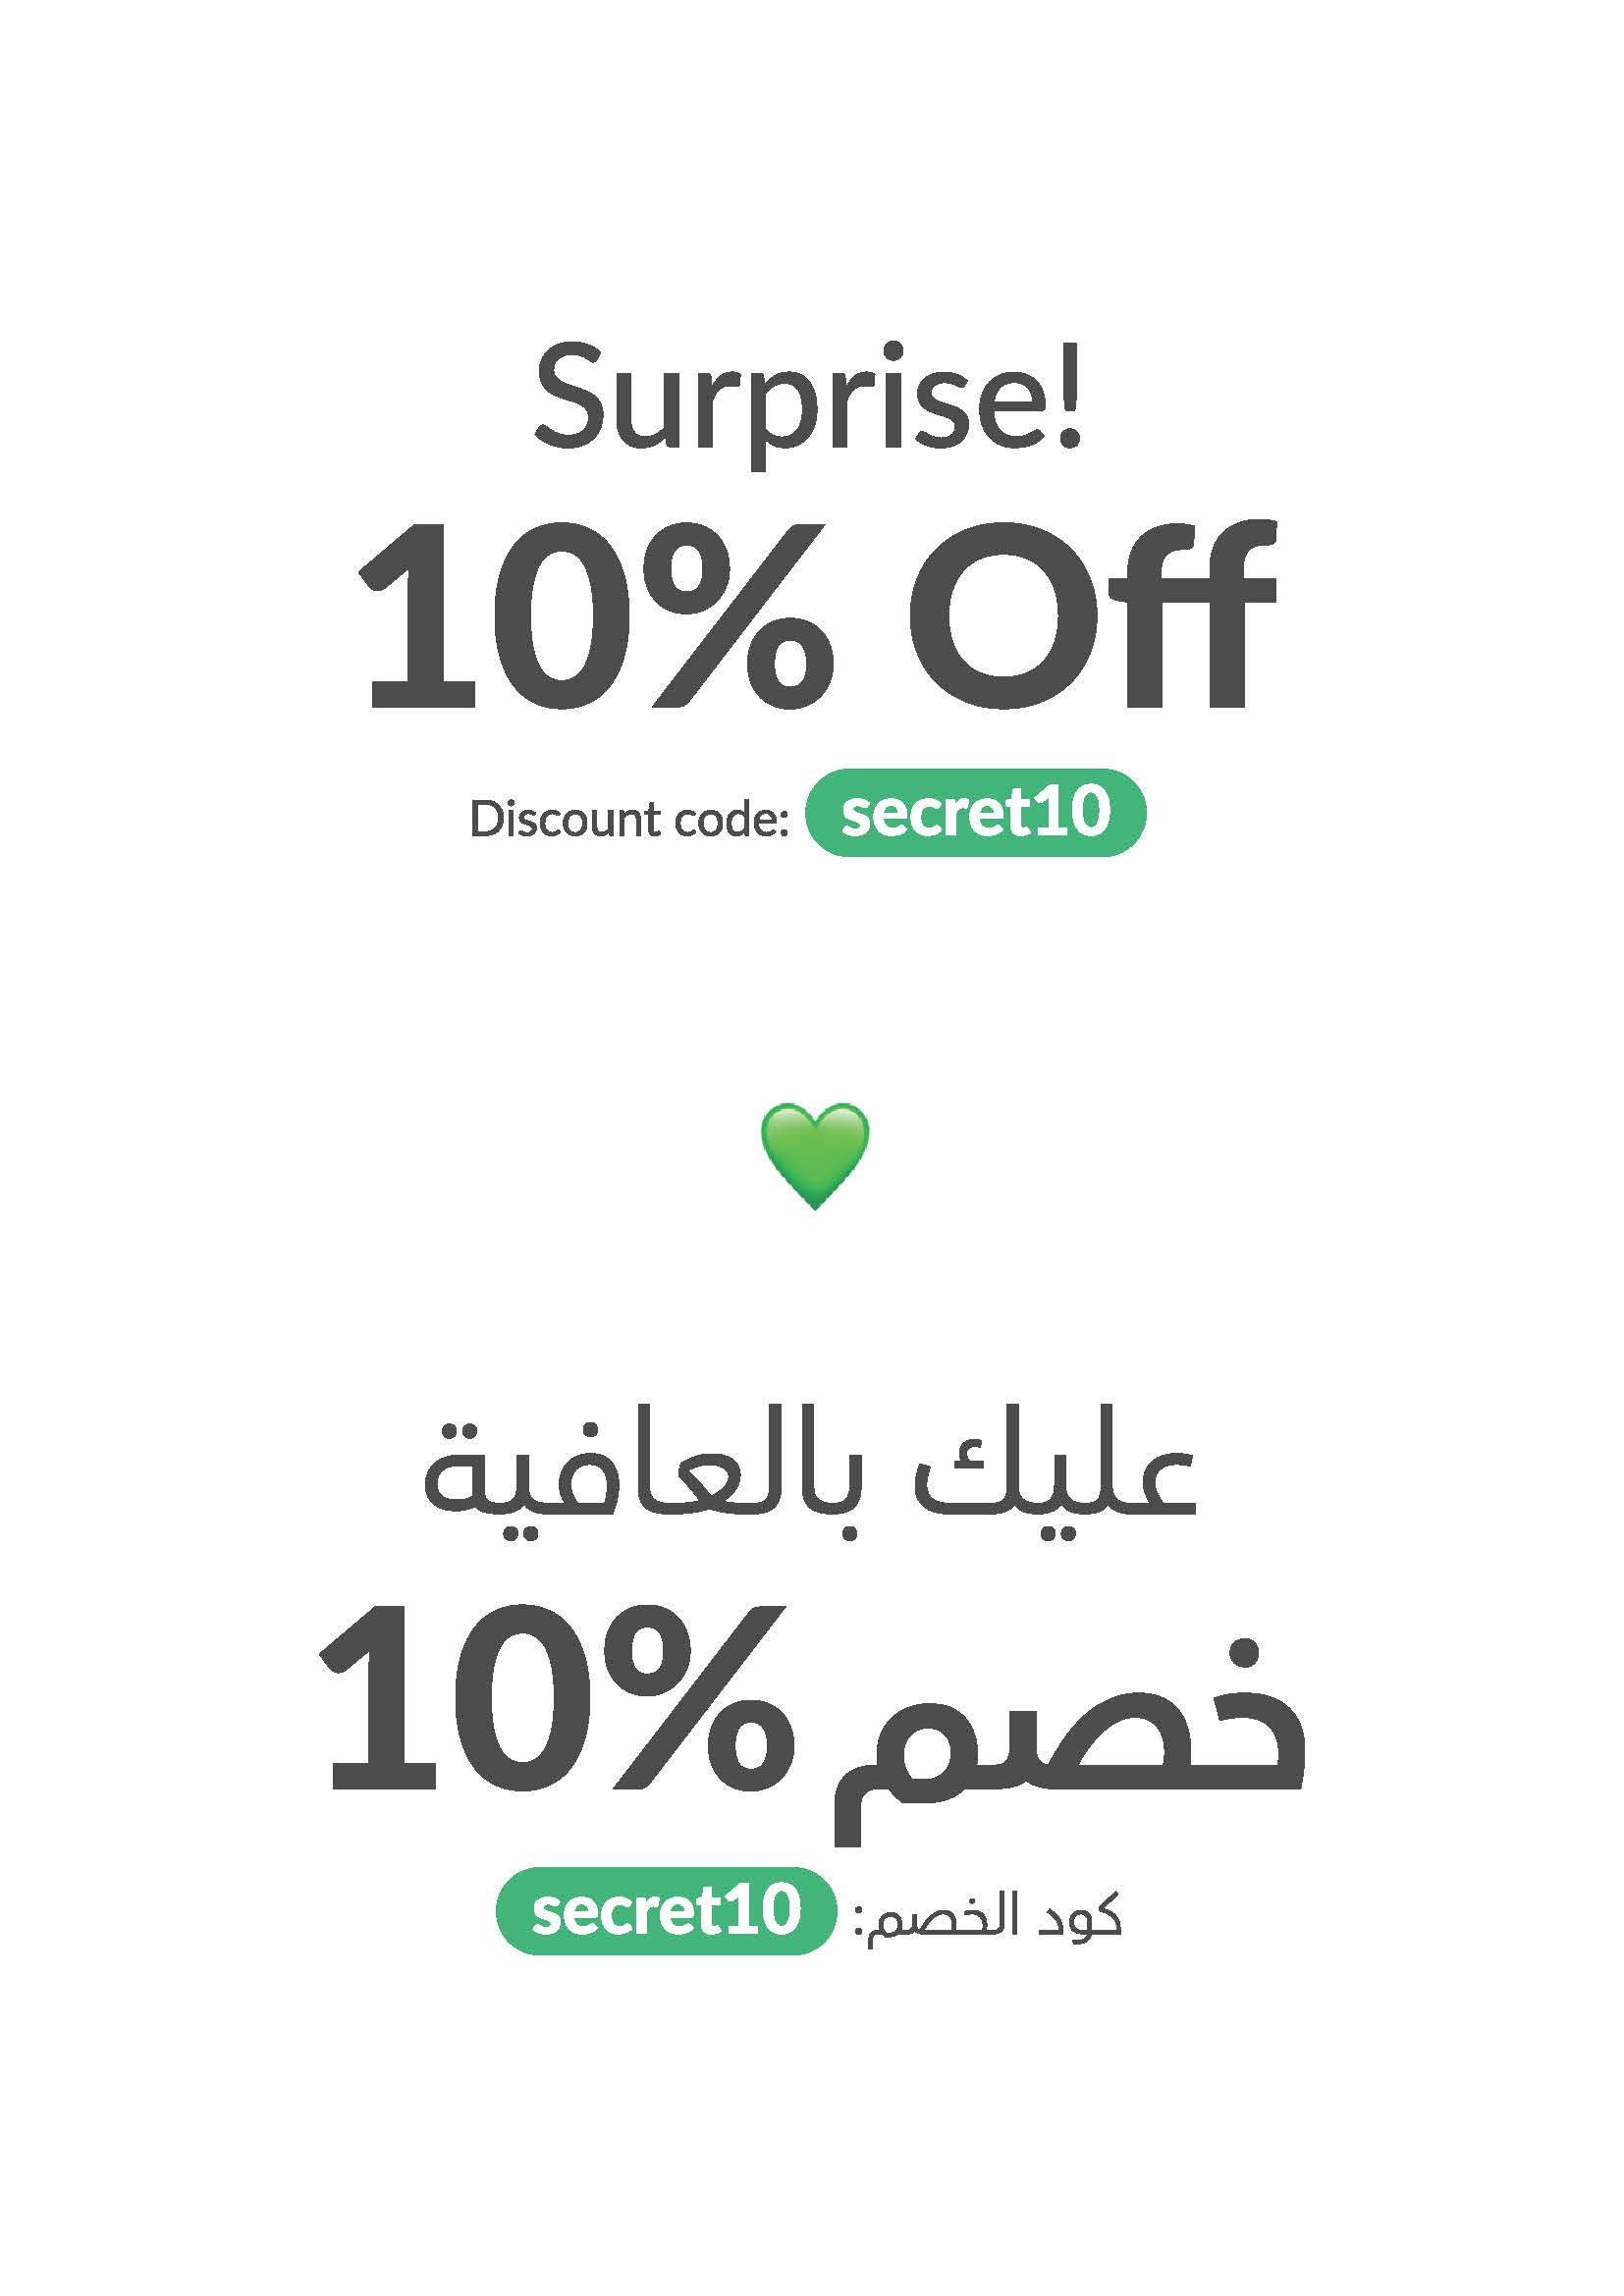 Surprise!
10% Off
Discount code: secret10
عليك بالعافية
خصم 10%
كود الخصم: secret10